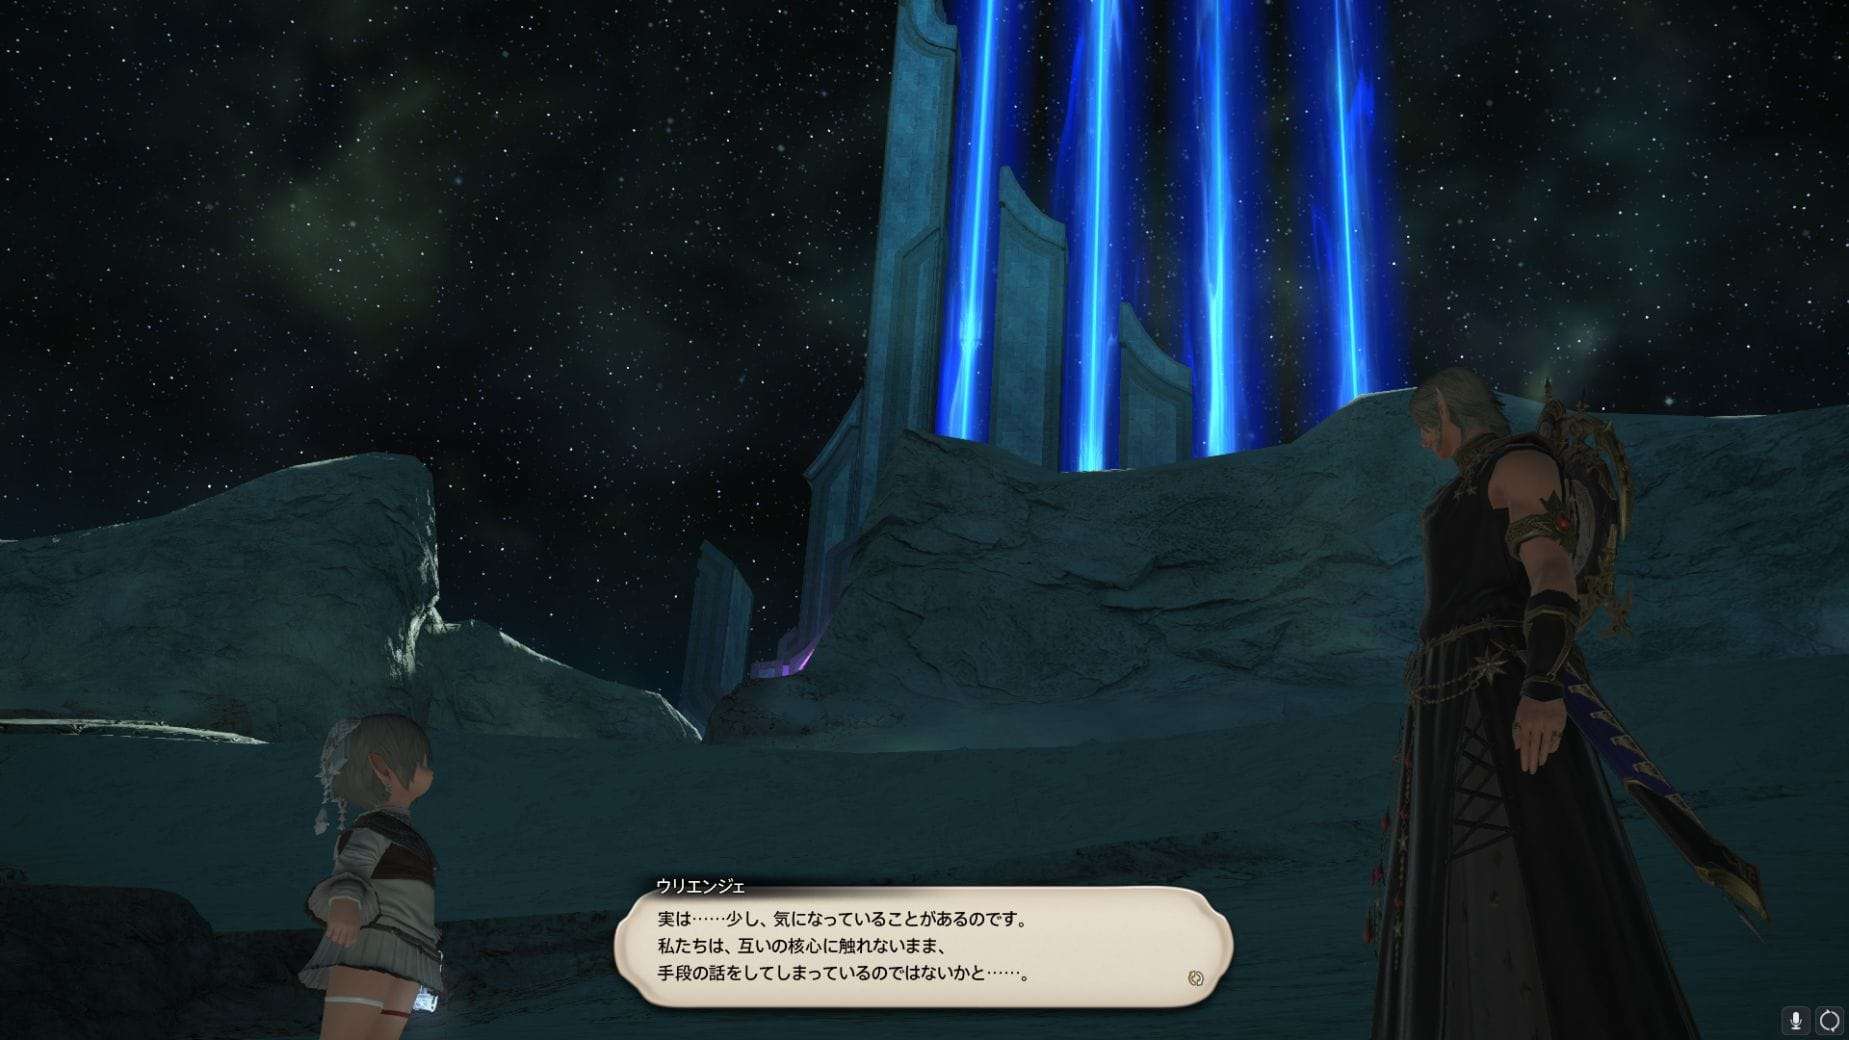 ウリエンジェ
実は……少し、気になっていることがあるのです。
私たちは、互いの核心に触れないまま、
手段の話をしてしまっているのではないかと……。